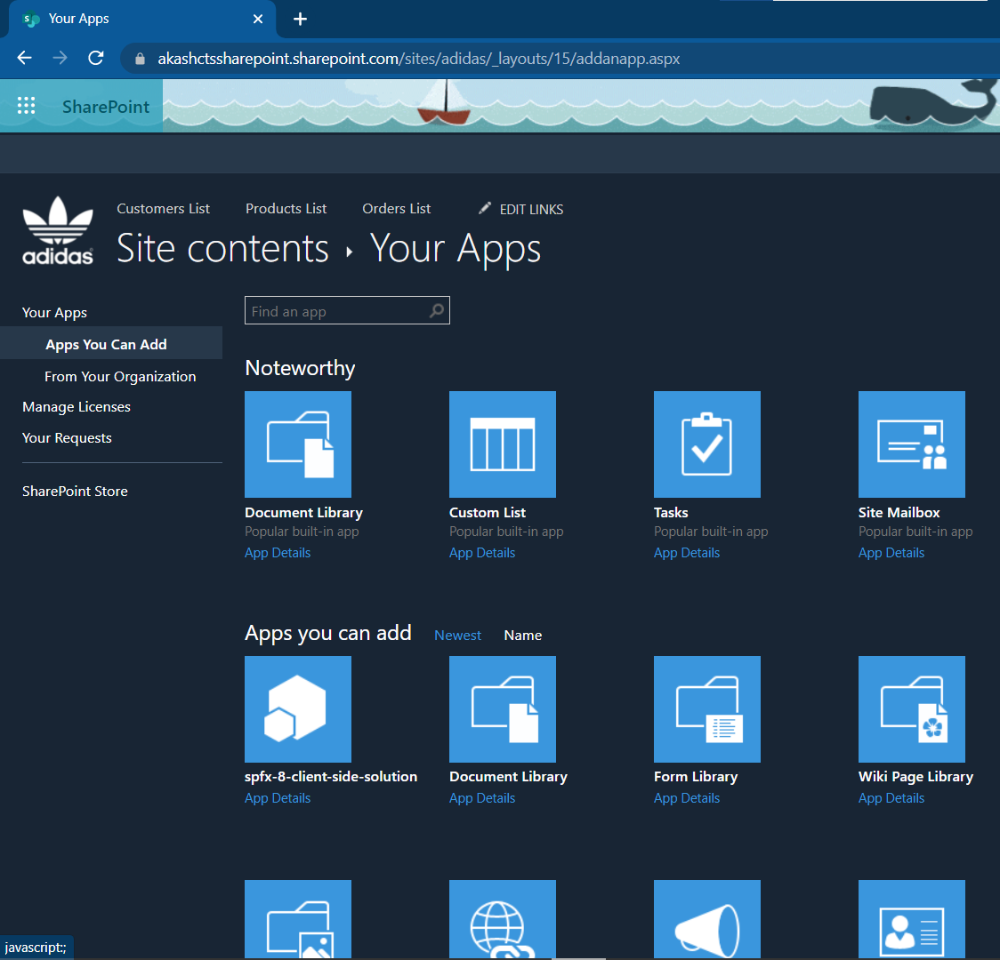 Your Apps
akashctssharepoint.sharepoint.com/sites/adidas/_layouts/15/addanapp.aspx
SharePoint
Customers List Products List Orders List EDIT LINKS
adidas
Site contents Your Apps
Your Apps
Apps You Can Add
From Your Organization
Manage Licenses
Your Requests
SharePoint Store
Find an app
Noteworthy
Document Library Custom List Tasks Site Mailbox
Popular built-in app Popular built-in app Popular built-in app Popular built-in app
App Details App Details App Details App Details
Apps you can add Newest Name
spfx-8-client-side-solution Document Library Form Library Wiki Page Library
App Details App Details App Details App Details
javascript:;